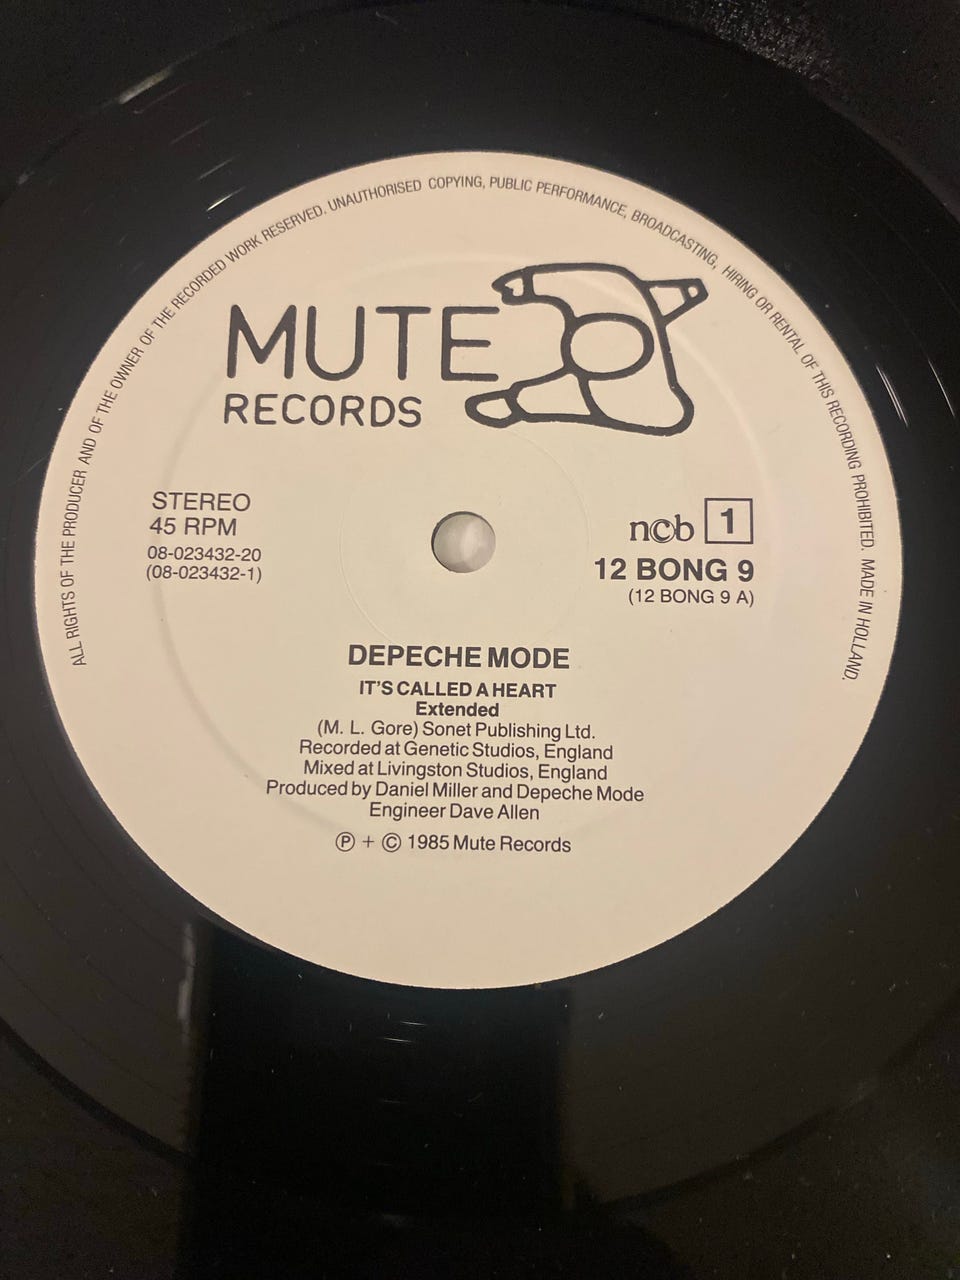 ALL RIGHTS OF THE PRODUCER AND OF THE OWNER OF THE RECORDED WORK RESERVED. UNAUTHORISED COPYING, PUBLIC PERFORMANCE, BROADCASTING, HIRING OR RENTAL OF THIS RECORDING PROHIBITED. MADE IN HOLLAND.
MUTE
RECORDS
STEREO
45 RPM
08-023432-20
(08-023432-1)
ncb 1
12 BONG 9
(12 BONG 9 A)
DEPECHE MODE
IT'S CALLED A HEART
Extended
(M. L. Gore) Sonet Publishing Ltd.
Recorded at Genetic Studios, England
Mixed at Livingston Studios, England
Produced by Daniel Miller and Depeche Mode
Engineer Dave Allen
Ⓟ + © 1985 Mute Records